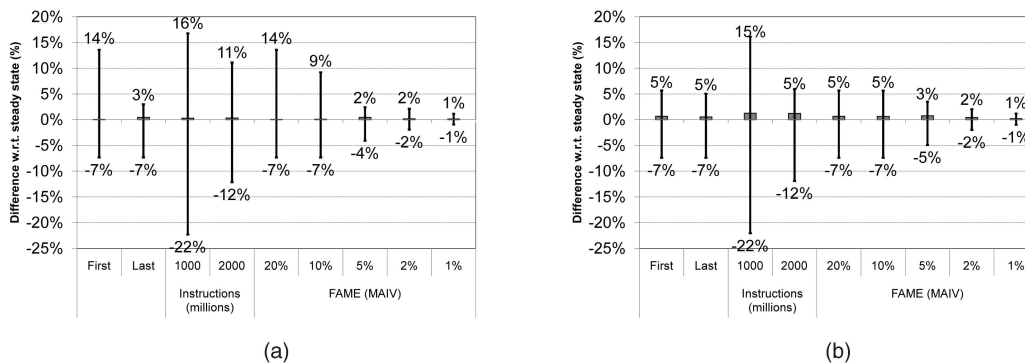 20%
15%
10%
5%
0%
-5%
-10%
-15%
-20%
-25%
Difference w.r.t. steady state (%)
14% 3% 16% 11% 14% 9% 2% 2% 1%
-7% -7% -22% -12% -7% -7% -4% -2% -1%
First Last 1000 2000 20% 10% 5% 2% 1%
Instructions
(millions)
FAME (MAIV)
(a)
20%
15%
10%
5%
0%
-5%
-10%
-15%
-20%
-25%
Difference w.r.t. steady state (%)
5% 5% 15% 5% 5% 5% 3% 2% 1%
-7% -7% -22% -12% -7% -7% -5% -2% -1%
First Last 1000 2000 20% 10% 5% 2% 1%
Instructions
(millions)
FAME (MAIV)
(b)